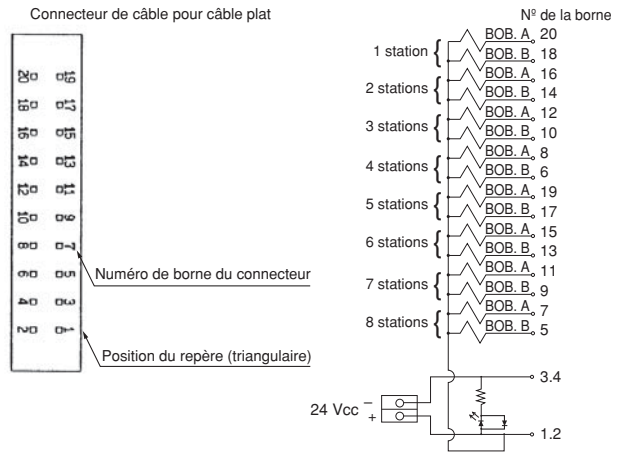 Connecteur de câble pour câble plat
20 19
18 17
16 15
14 13
12 11
10 9
8 7
6 5
4 3
2 1
Numéro de borne du connecteur
Position du repère (triangulaire)
Nº de la borne
1 station { BOB. A 20
BOB. B 18
2 stations { BOB. A 16
BOB. B 14
3 stations { BOB. A 12
BOB. B 10
4 stations { BOB. A 8
BOB. B 6
5 stations { BOB. A 19
BOB. B 17
6 stations { BOB. A 15
BOB. B 13
7 stations { BOB. A 11
BOB. B 9
8 stations { BOB. A 7
BOB. B 5
3.4
24 Vcc – +
1.2